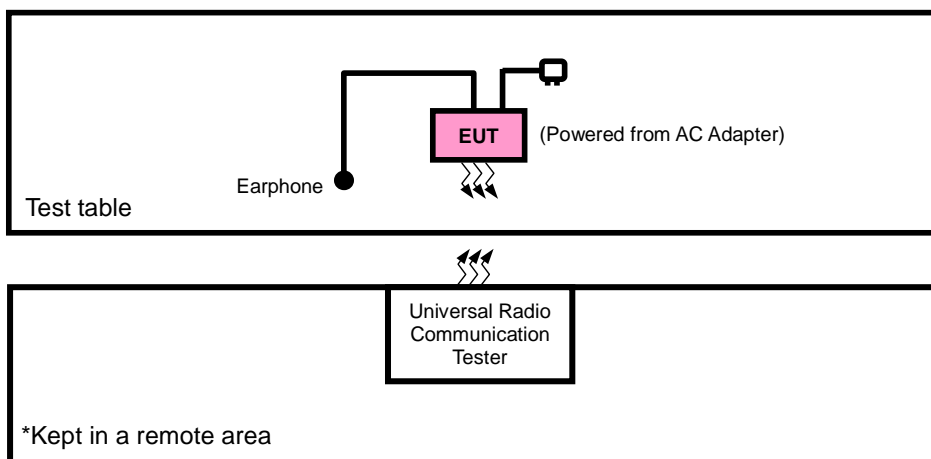 EUT
(Powered from AC Adapter)
Earphone
Test table
Universal Radio
Communication
Tester
*Kept in a remote area